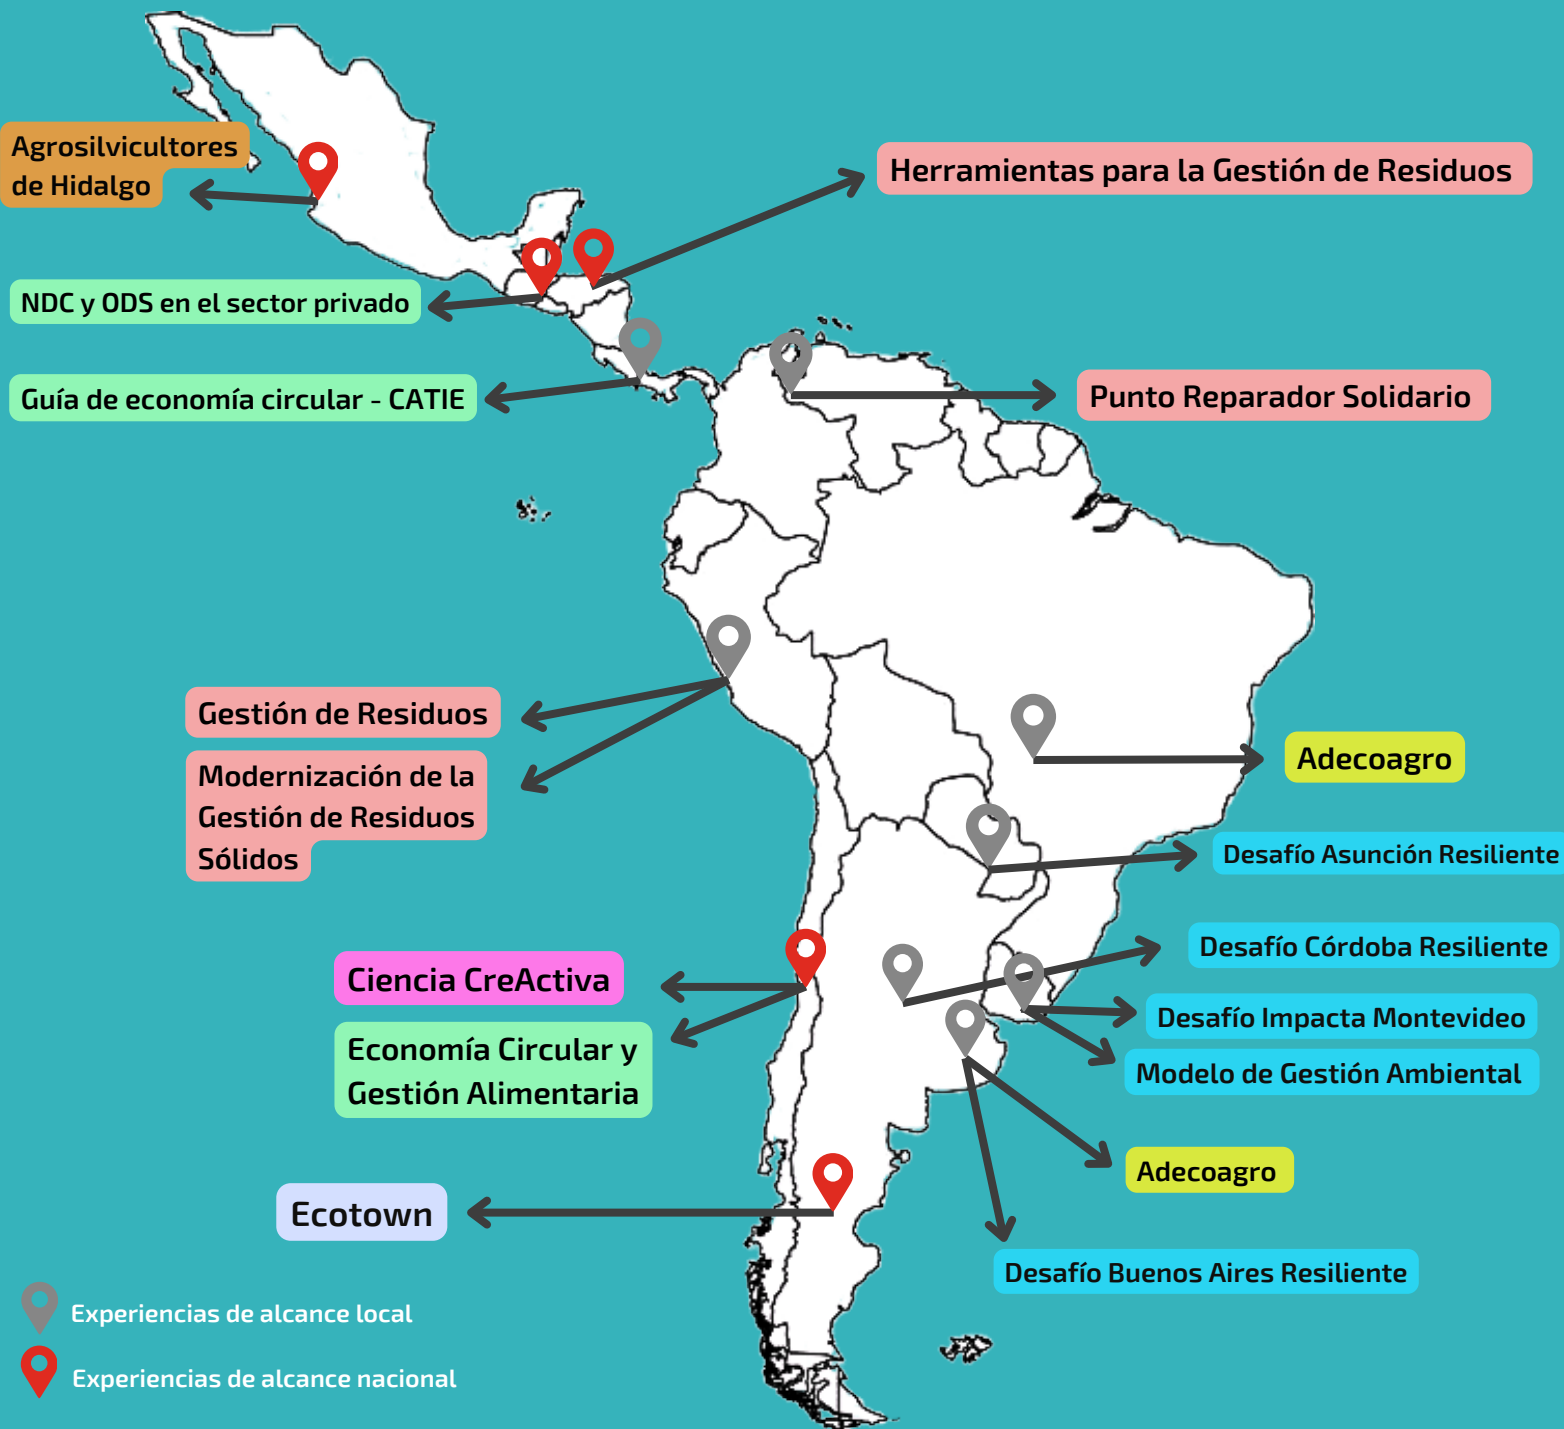 Agrosilvicultores
de Hidalgo
Herramientas para la Gestión de Residuos
NDC y ODS en el sector privado
Guía de economía circular - CATIE
Punto Reparador Solidario
Gestión de Residuos
Modernización de la
Gestión de Residuos
Sólidos
Adecoagro
Desafío Asunción Resiliente
Desafío Córdoba Resiliente
Ciencia CreActiva
Desafío Impacta Montevideo
Economía Circular y
Gestión Alimentaria
Modelo de Gestión Ambiental
Adecoagro
Ecotown
Desafío Buenos Aires Resiliente
Experiencias de alcance local
Experiencias de alcance nacional